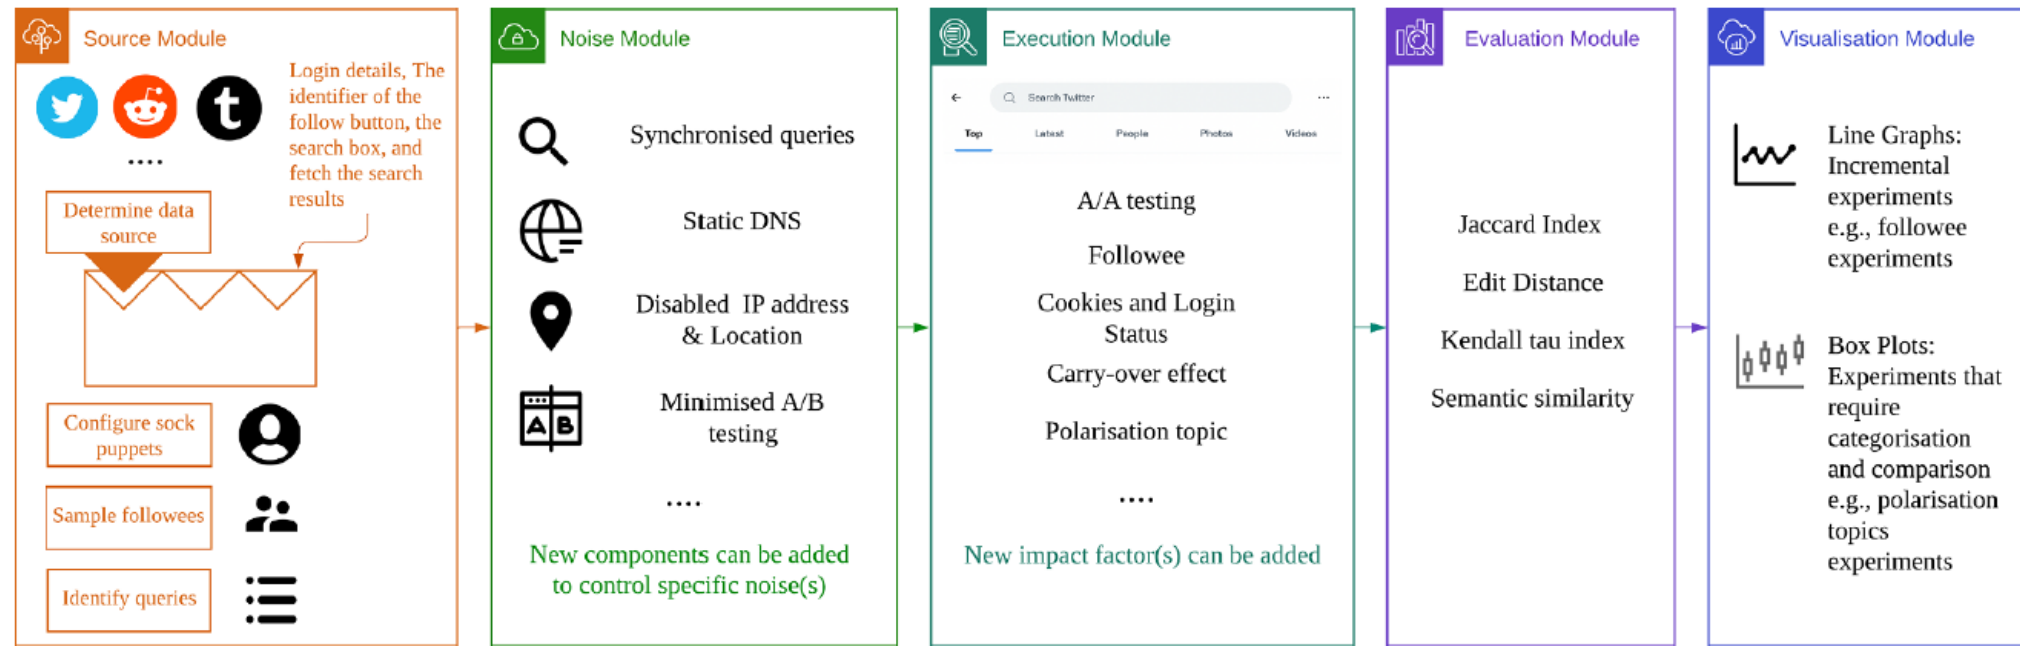 Source Module
Login details, The
identifier of the
follow button, the
search box, and
fetch the search
results
....
Determine data
source
Configure sock
puppets
Sample followees
Identify queries
Noise Module
Synchronised queries
Static DNS
Disabled IP address
& Location
A B
Minimised A/B
testing
....
New components can be added
to control specific noise(s)
Execution Module
Search Twitter
...
Top Latest People Photos Videos
A/A testing
Followee
Cookies and Login
Status
Carry-over effect
Polarisation topic
....
New impact factor(s) can be added
Evaluation Module
Jaccard Index
Edit Distance
Kendall tau index
Semantic similarity
Visualisation Module
Line Graphs:
Incremental
experiments
e.g., followee
experiments
Box Plots:
Experiments that
require
categorisation
and comparison
e.g., polarisation
topics
experiments